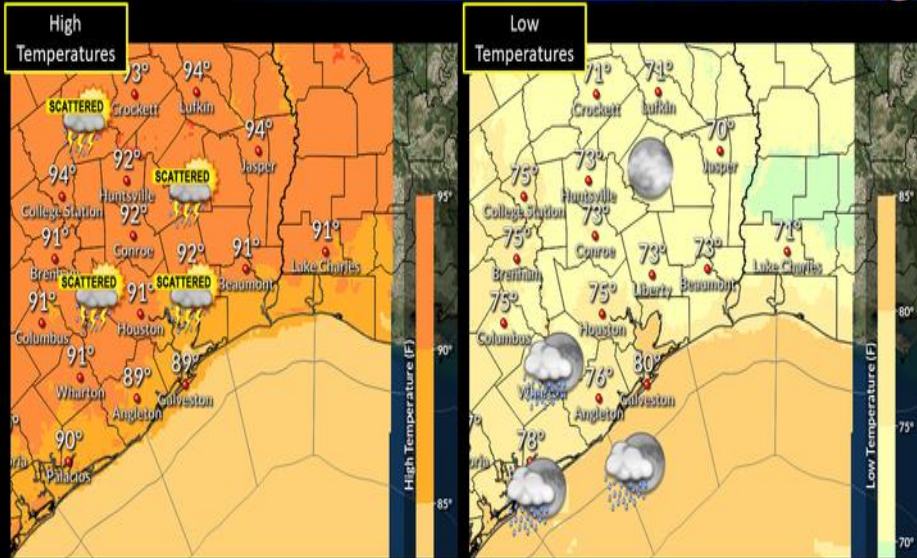 High
Temperatures
93°
Crockett
94°
Lufkin
SCATTERED
94°
Jasper
92°
Huntsville
SCATTERED
94°
College Station
92°
Conroe
91°
92°
91°
Beaumont
91°
Lake Charles
SCATTERED
SCATTERED
91°
Columbus
91°
Houston
91°
Wharton
89°
Angleton
89°
Galveston
90°
Palacios
95°
90°
85°
High Temperature (F)
Low
Temperatures
71°
Crockett
71°
Lufkin
70°
Jasper
73°
Huntsville
75°
College Station
73°
Conroe
75°
Brenham
73°
Liberty
73°
Beaumont
71°
Lake Charles
75°
Columbus
75°
Houston
76°
Angleton
80°
Galveston
78°
85°
80°
75°
70°
Low Temperature (F)